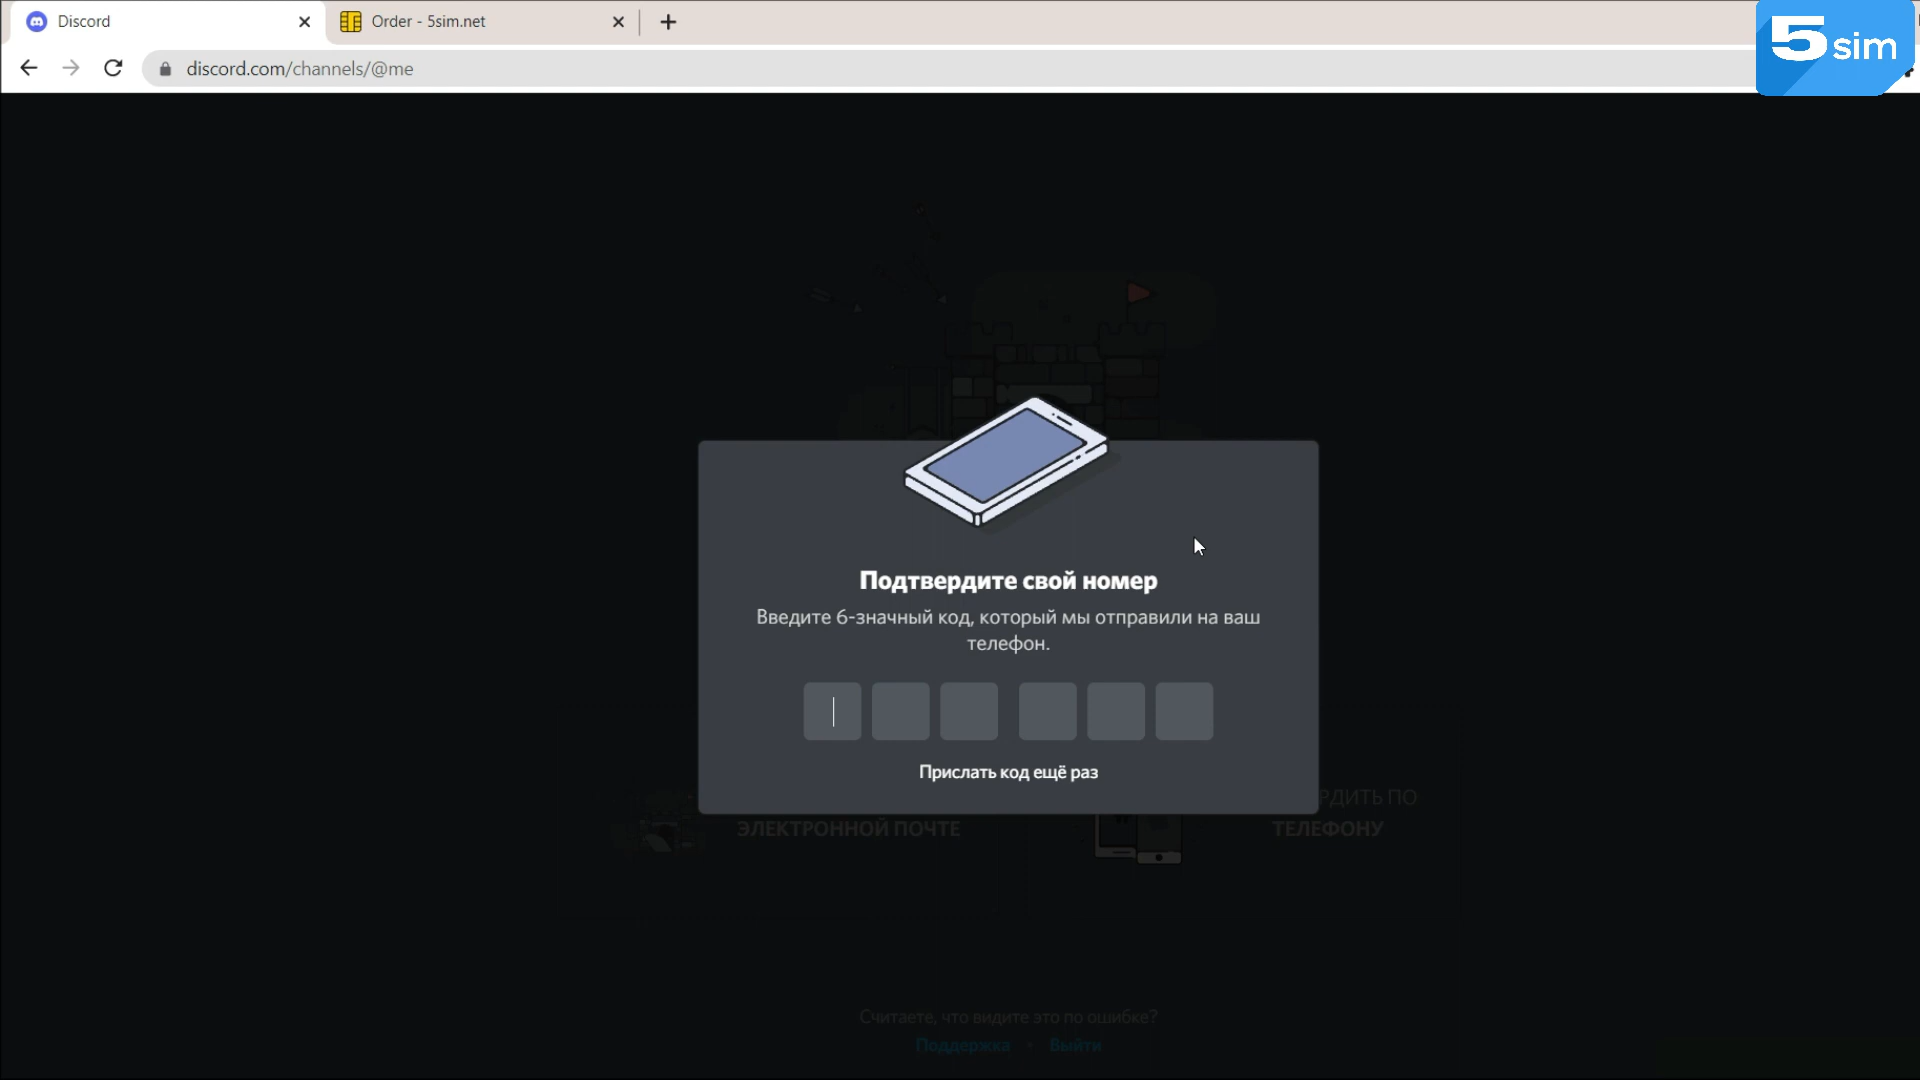 Discord
Order - 5sim.net
5sim
discord.com/channels/@me
Подтвердите свой номер
Введите 6-значный код, который мы отправили на ваш
телефон.
Прислать код ещё раз
РДИТЬ ПО
ЭЛЕКТРОННОЙ ПОЧТЕ
ТЕЛЕФОНУ
Считаете, что видите это по ошибке?
Поддержка • Выйти